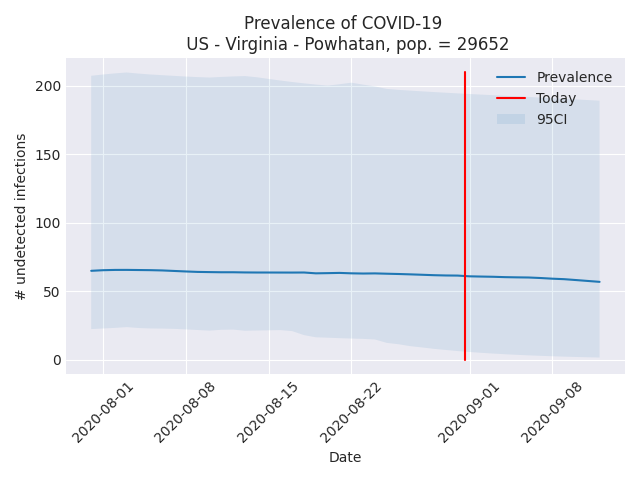 Prevalence of COVID-19
US - Virginia - Powhatan, pop. = 29652
Prevalence
Today
95CI
200
150
100
50
0
# undetected infections
2020-08-01
2020-08-08
2020-08-15
2020-08-22
2020-09-01
2020-09-08
Date